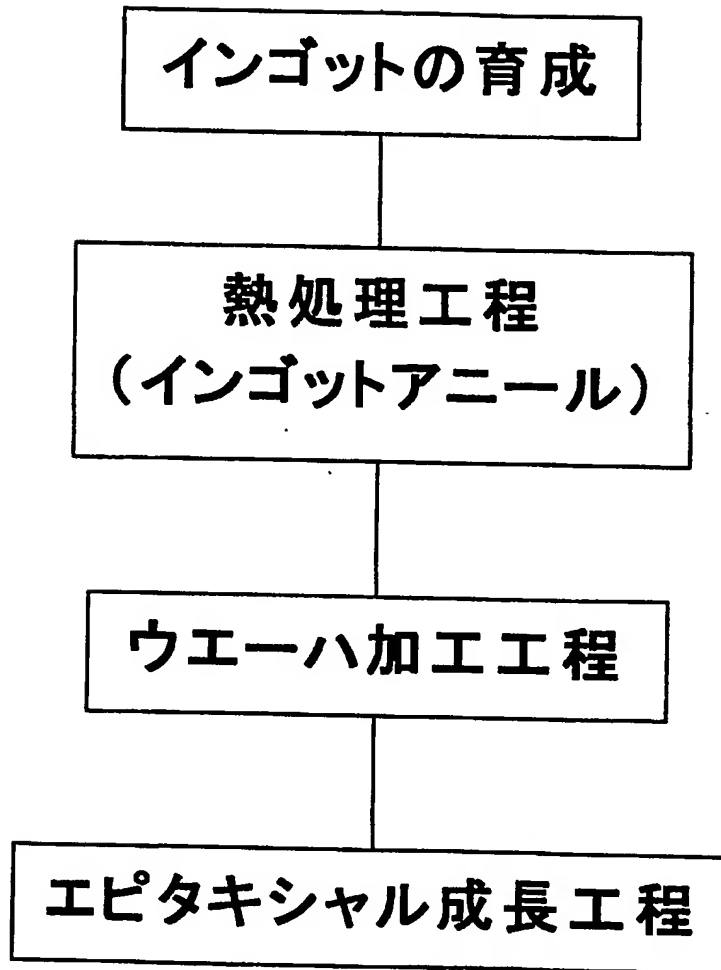 インゴットの育成
熱処理工程
(インゴットアニール)
ウエーハ加工工程
エピタキシャル成長工程